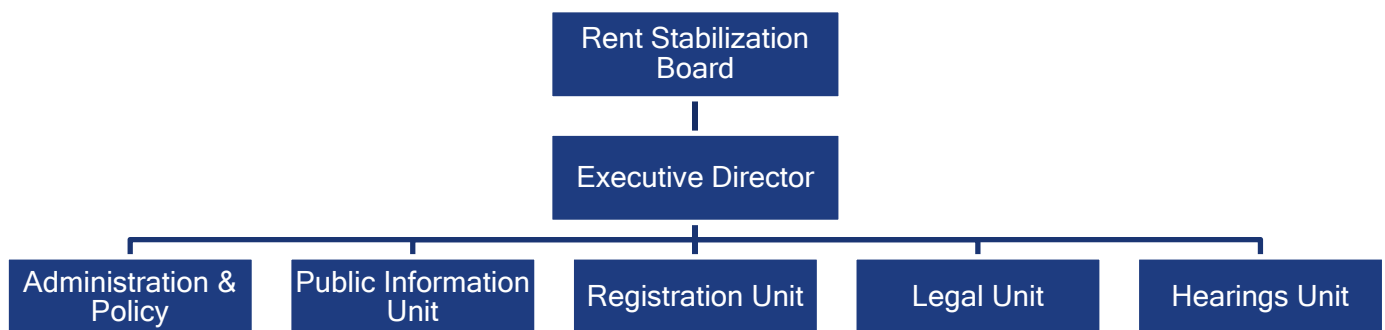 Rent Stabilization
Board
Executive Director
Administration &
Policy
Public Information
Unit
Registration Unit
Legal Unit
Hearings Unit